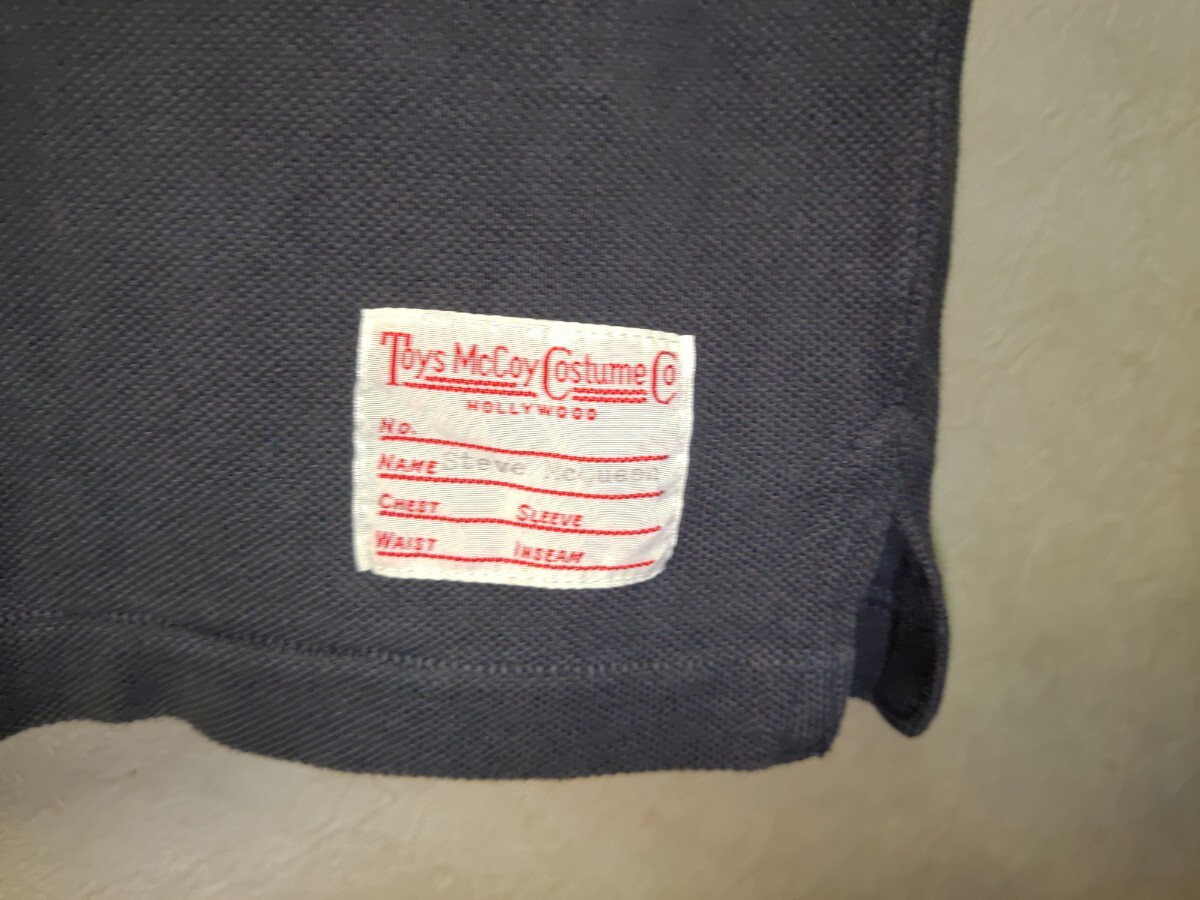 Toys McCoy Costume Co
HOLLYWOOD
No.
NAME Steve McQueen
CHEST SLEEVE
WAIST INSEAM